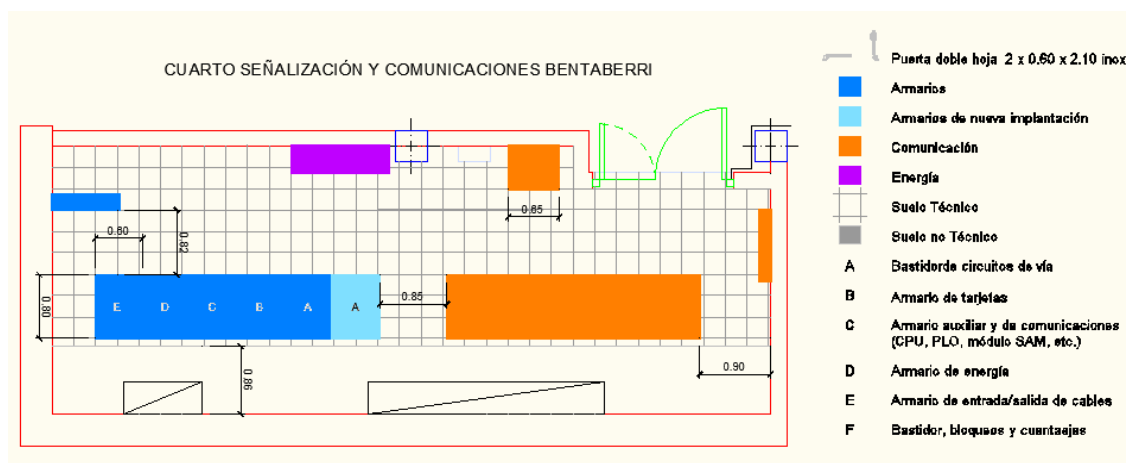 CUARTO SEÑALIZACIÓN Y COMUNICACIONES BENTABERRI
0.85
0.80
0.82
0.80
E D C B A A
0.85
0.90
0.86
Puerta doble hoja 2 x 0.60 x 2.10 inox
Armarios
Armarios de nueva implantación
Comunicación
Energía
Suelo Técnico
Suelo no Técnico
A Bastidorde circuitos de vía
B Armario de tarjetas
C Armario auxiliar y de comunicaciones
(CPU, PLO, módulo SAM, etc.)
D Armario de energía
E Armario de entrada/salida de cables
F Bastidor, bloqueos y cuentaejes